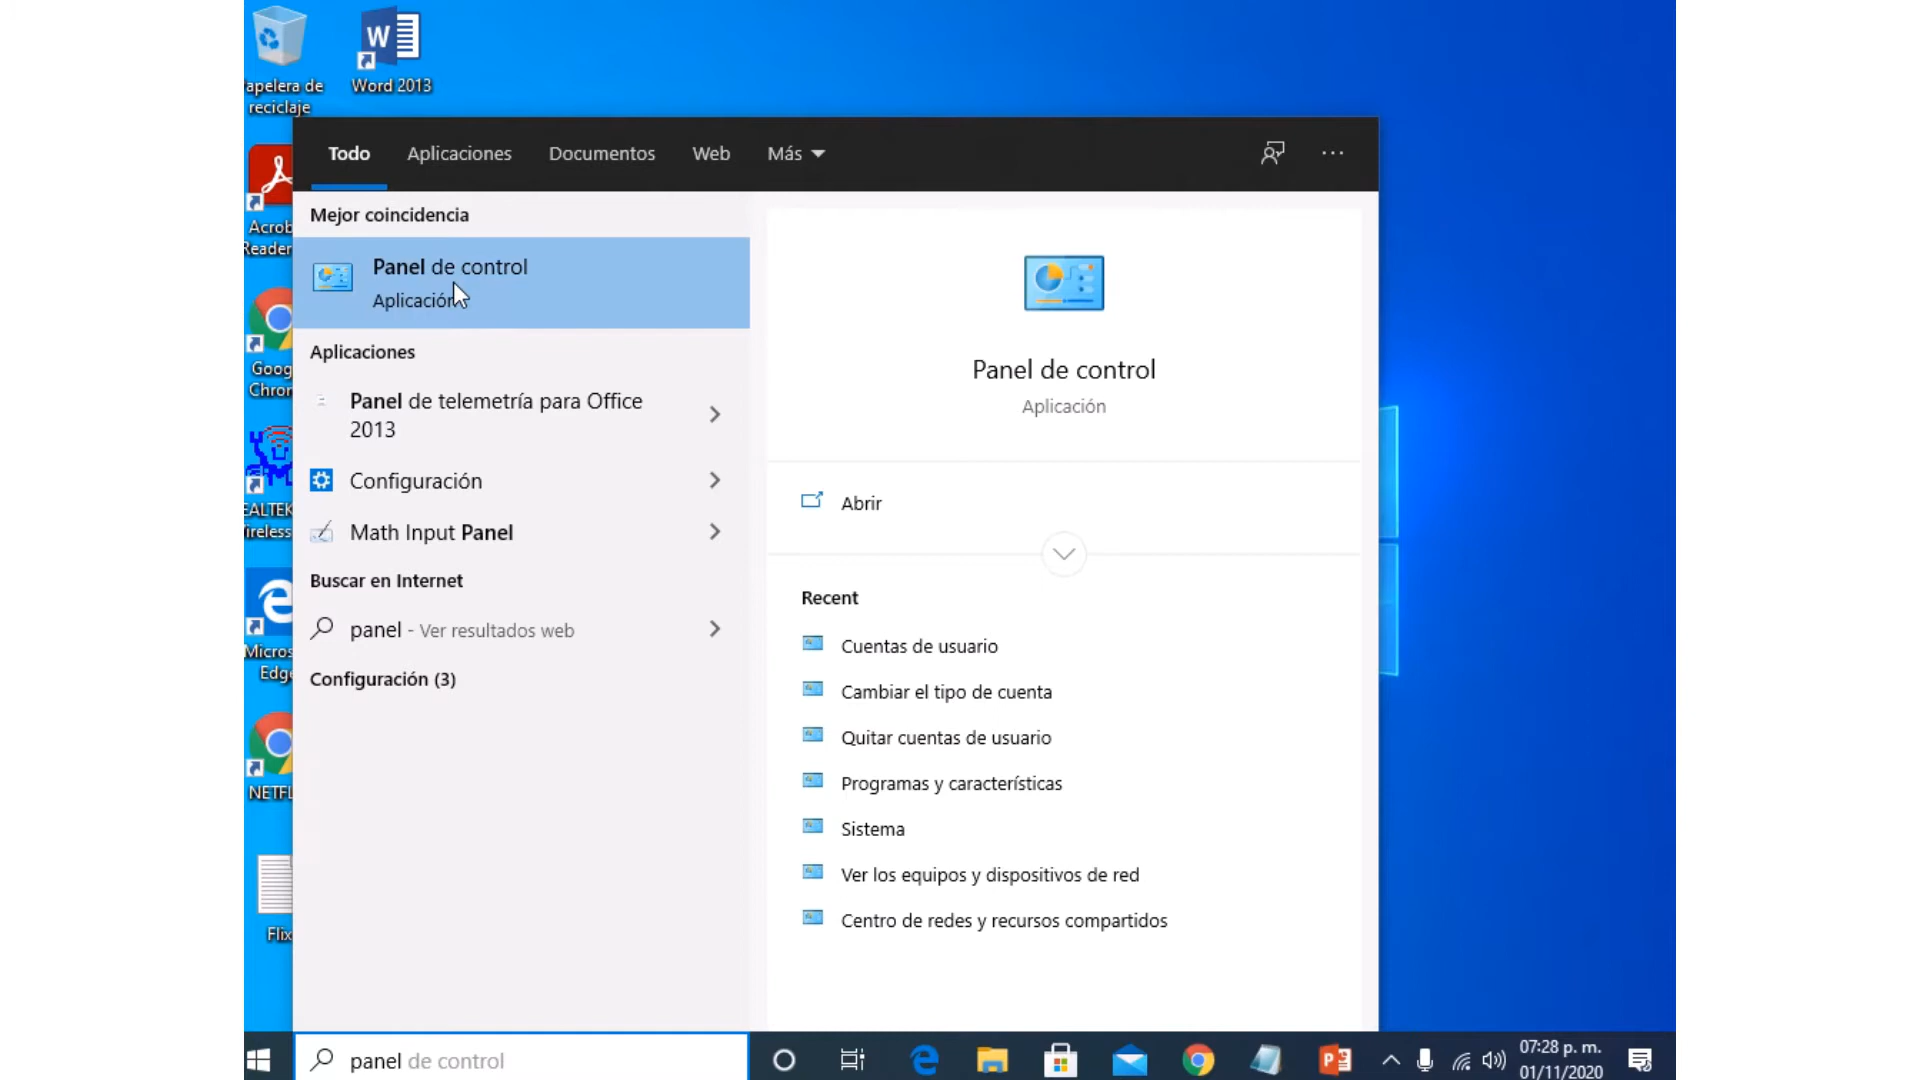 apelera de
reciclaje
W
Word 2013
Todo
Aplicaciones
Documentos
Web
Más
Mejor coincidencia
Panel de control
Aplicación
Aplicaciones
Panel de telemetría para Office
2013
Configuración
Math Input Panel
Buscar en Internet
panel - Ver resultados web
Configuración (3)
Panel de control
Aplicación
Abrir
Recent
Cuentas de usuario
Cambiar el tipo de cuenta
Quitar cuentas de usuario
Programas y características
Sistema
Ver los equipos y dispositivos de red
Centro de redes y recursos compartidos
Acrob
Reader
Goog
Chron
EALTEK
Wireless
Micros
Edge
NETFL
Flix
panel de control
07:28 p. m.
01/11/2020